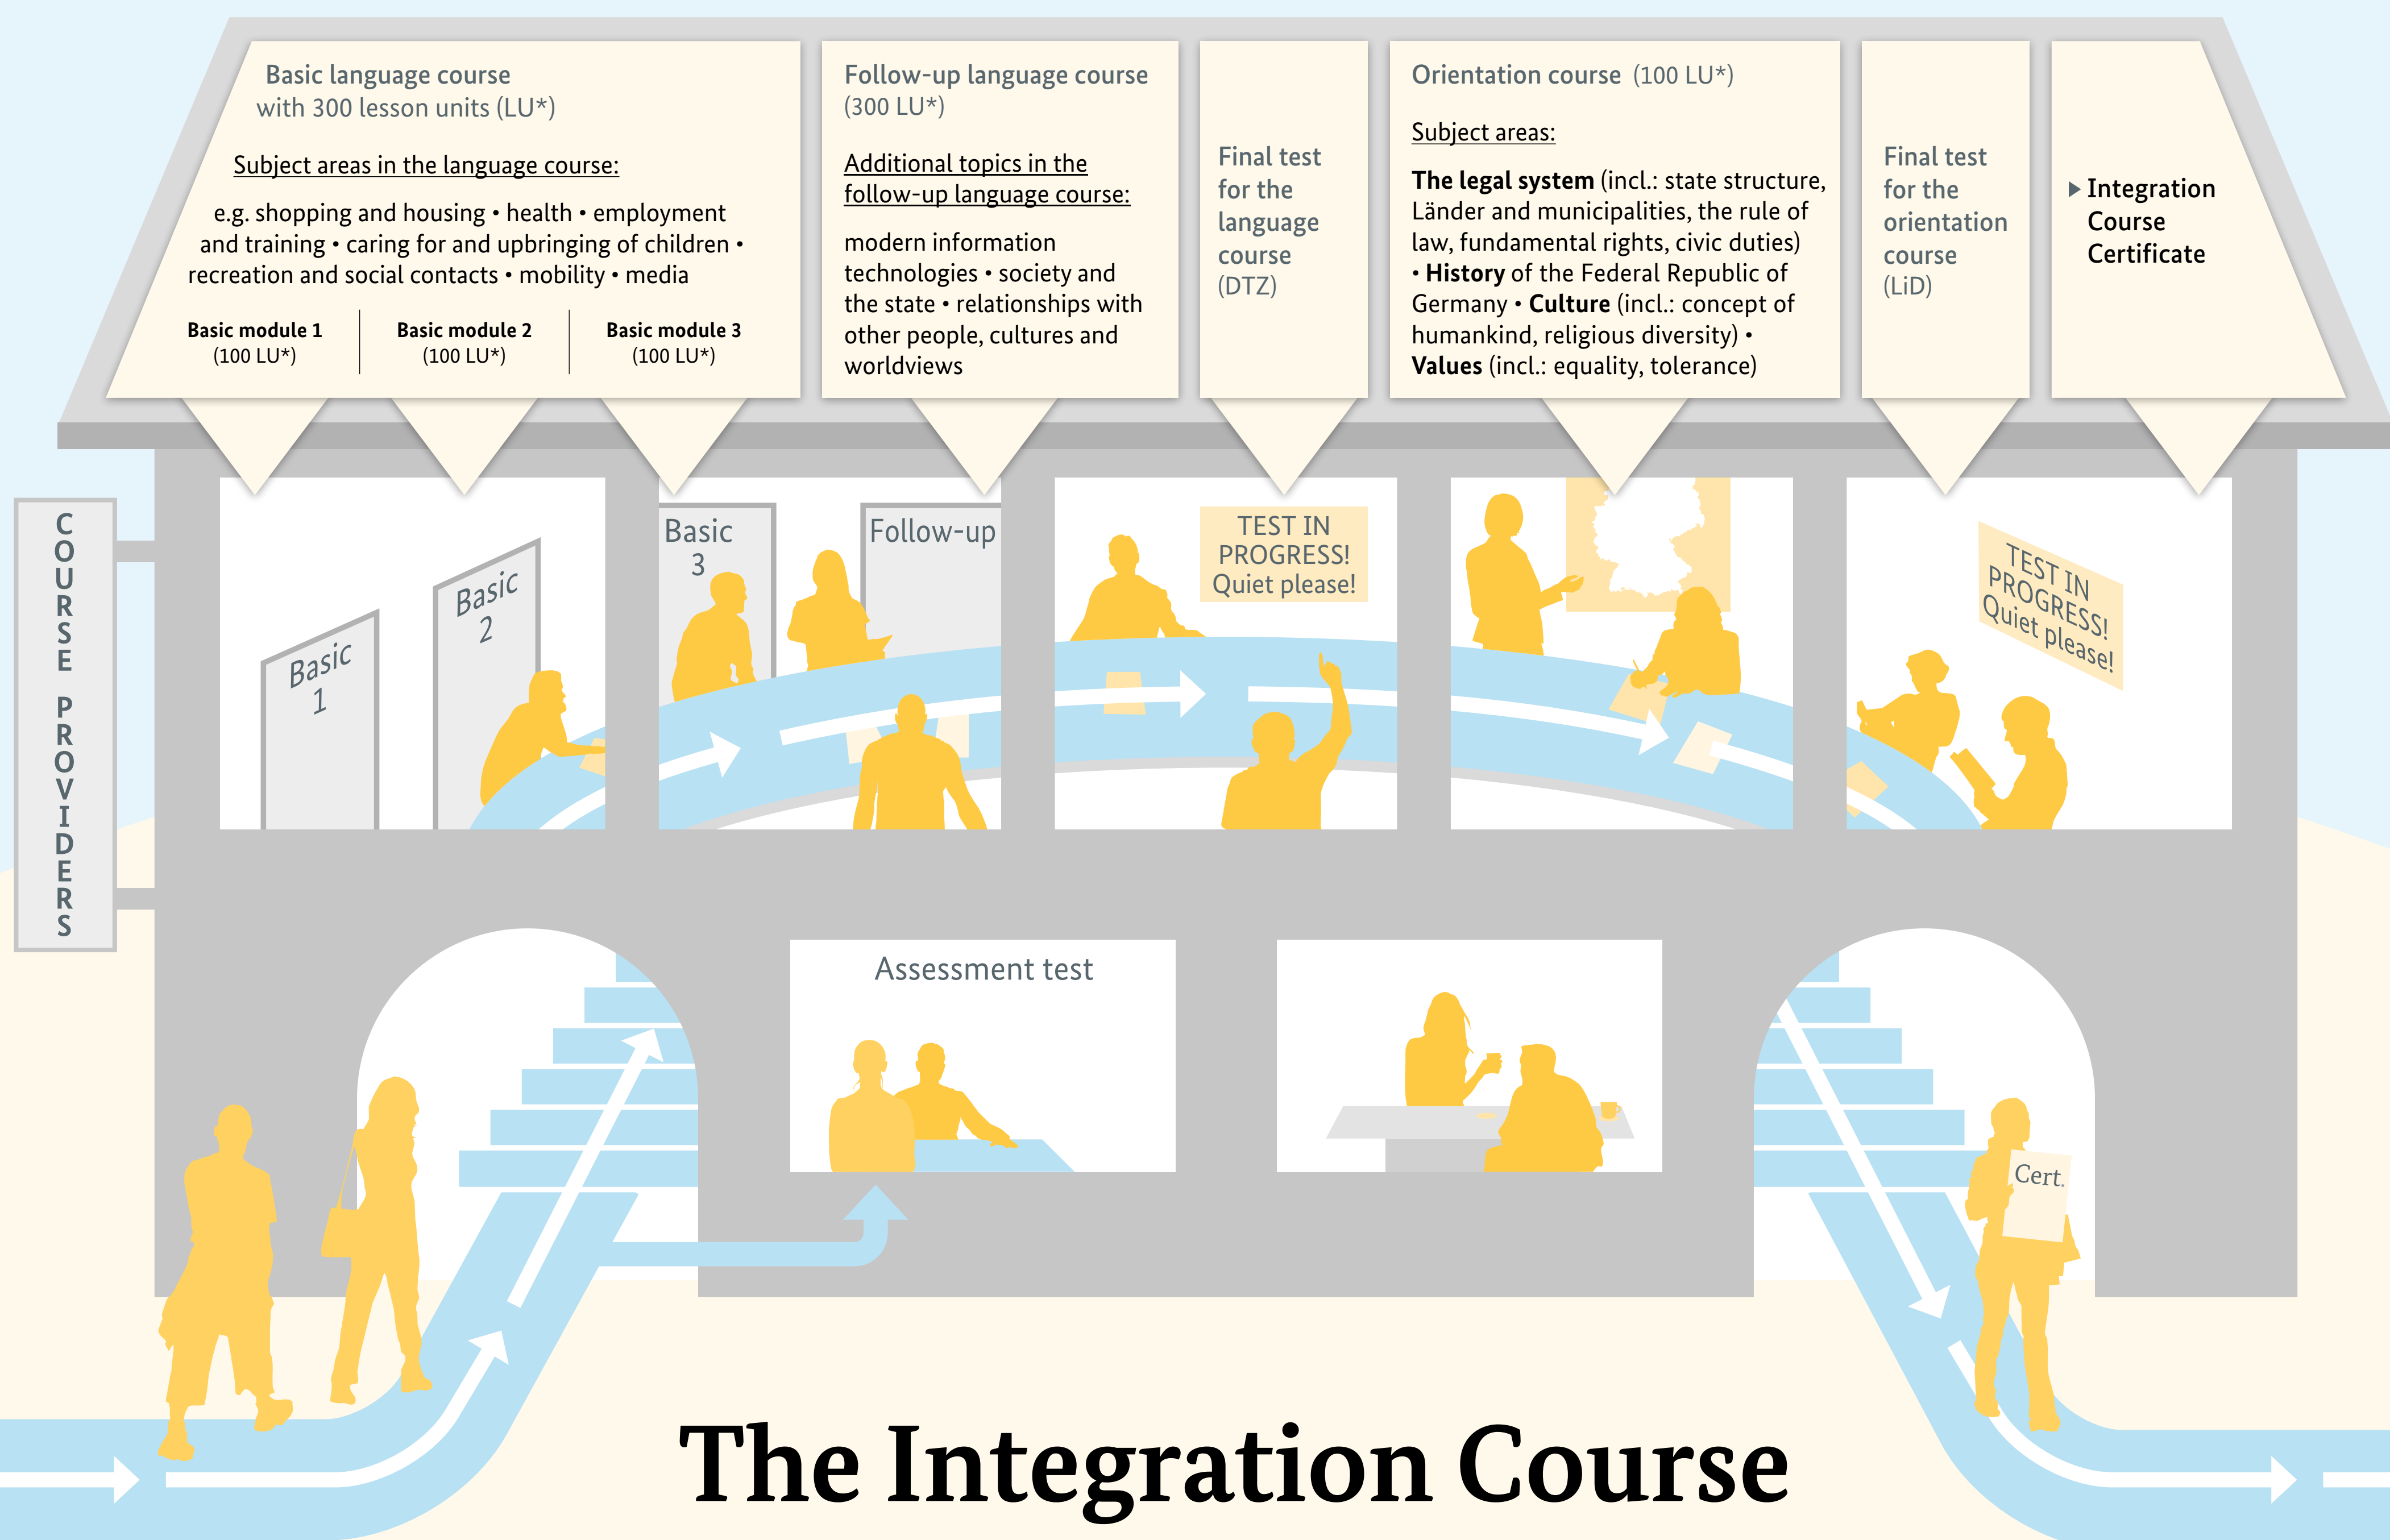 Basic language course
with 300 lesson units (LU*)
Subject areas in the language course:
e.g. shopping and housing • health • employment
and training • caring for and upbringing of children •
recreation and social contacts • mobility • media
Basic module 1
(100 LU*)
Basic module 2
(100 LU*)
Basic module 3
(100 LU*)
Follow-up language course
(300 LU*)
Additional topics in the
follow-up language course:
modern information
technologies • society and
the state • relationships with
other people, cultures and
worldviews
Final test
for the
language
course
(DTZ)
Orientation course (100 LU*)
Subject areas:
The legal system (incl.: state structure,
Länder and municipalities, the rule of
law, fundamental rights, civic duties)
• History of the Federal Republic of
Germany • Culture (incl.: concept of
humankind, religious diversity) •
Values (incl.: equality, tolerance)
Final test
for the
orientation
course
(LiD)
▶ Integration
Course
Certificate
COURSE PROVIDERS
Basic
1
Basic
2
Basic
3
Follow-up
TEST IN
PROGRESS!
Quiet please!
TEST IN
PROGRESS!
Quiet please!
Assessment test
Cert.
The Integration Course